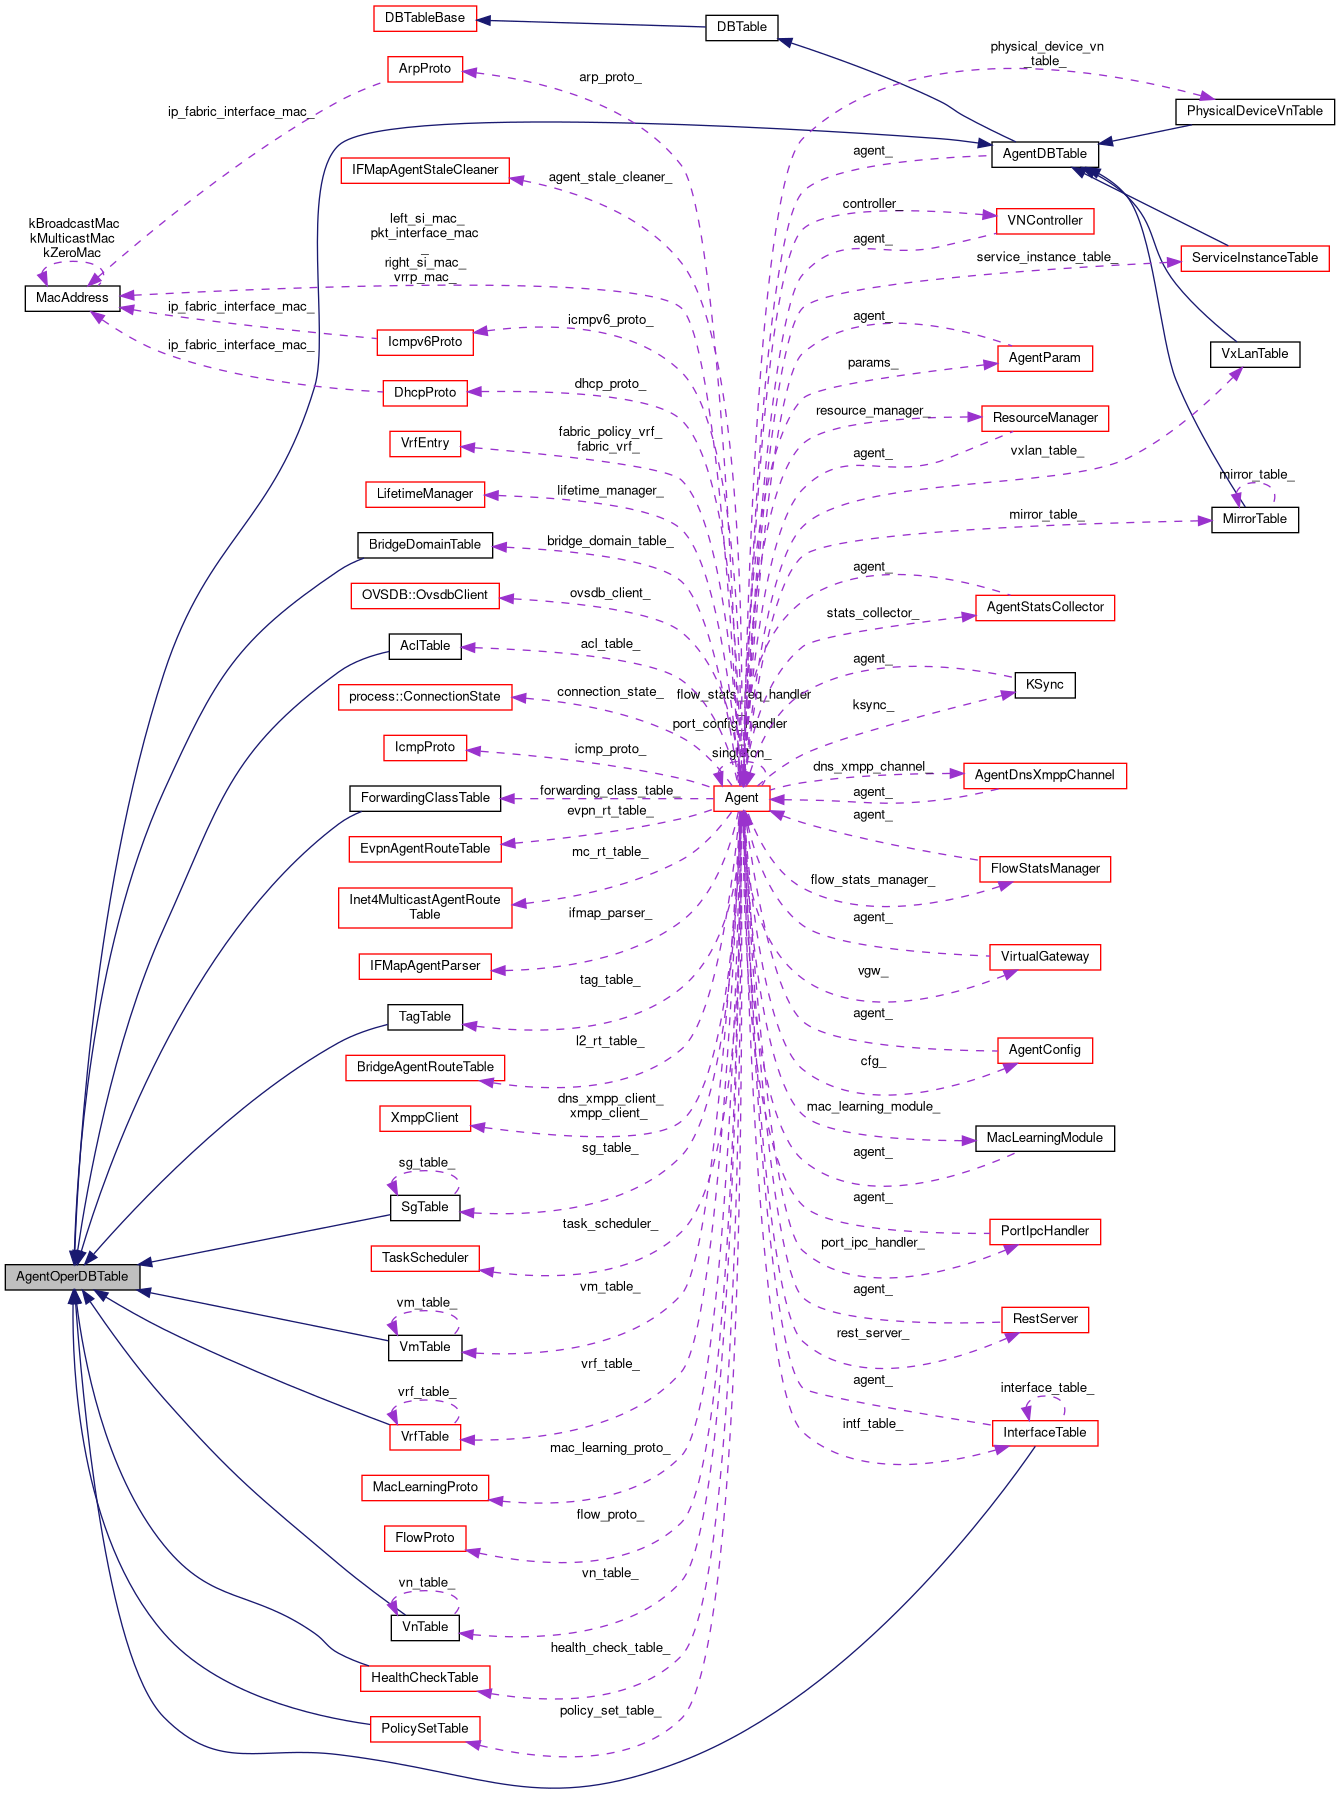 DBTableBase
DBTable
physical_device_vn
_table_
ArpProto
arp_proto_
ip_fabric_interface_mac_
PhysicalDeviceVnTable
AgentDBTable
agent_
IFMapAgentStaleCleaner
agent_stale_cleaner_
controller_
VNController
agent_
kBroadcastMac
kMulticastMac
kZeroMac
left_si_mac_
pkt_interface_mac
_
right_si_mac_
vrrp_mac_
service_instance_table_
ServiceInstanceTable
MacAddress
ip_fabric_interface_mac_
icmpv6_proto_
agent_
Icmpv6Proto
ip_fabric_interface_mac_
AgentParam
params_
VxLanTable
DhcpProto
dhcp_proto_
resource_manager_
ResourceManager
VrfEntry
fabric_policy_vrf_
fabric_vrf_
agent_
vxlan_table_
LifetimeManager
lifetime_manager_
mirror_table_
mirror_table_
MirrorTable
BridgeDomainTable
bridge_domain_table_
agent_
OVSDB::OvsdbClient
ovsdb_client_
stats_collector_
AgentStatsCollector
AclTable
acl_table_
agent_
KSync
process::ConnectionState
connection_state_
flow_stats_req_handler
_
port_config_handler
_
singleton_
ksync_
IcmpProto
icmp_proto_
dns_xmpp_channel_
AgentDnsXmppChannel
agent_
ForwardingClassTable
forwarding_class_table_
Agent
agent_
EvpnAgentRouteTable
evpn_rt_table_
FlowStatsManager
flow_stats_manager_
Inet4MulticastAgentRoute
Table
mc_rt_table_
agent_
VirtualGateway
IFMapAgentParser
ifmap_parser_
vgw_
TagTable
tag_table_
agent_
AgentConfig
BridgeAgentRouteTable
l2_rt_table_
cfg_
XmppClient
dns_xmpp_client_
xmpp_client_
mac_learning_module_
MacLearningModule
sg_table_
SgTable
sg_table_
agent_
agent_
PortIpcHandler
TaskScheduler
task_scheduler_
port_ipc_handler_
AgentOperDBTable
vm_table_
VmTable
vm_table_
agent_
RestServer
rest_server_
vrf_table_
VrfTable
vrf_table_
agent_
interface_table_
intf_table_
InterfaceTable
MacLearningProto
mac_learning_proto_
FlowProto
flow_proto_
vn_table_
VnTable
vn_table_
HealthCheckTable
health_check_table_
PolicySetTable
policy_set_table_